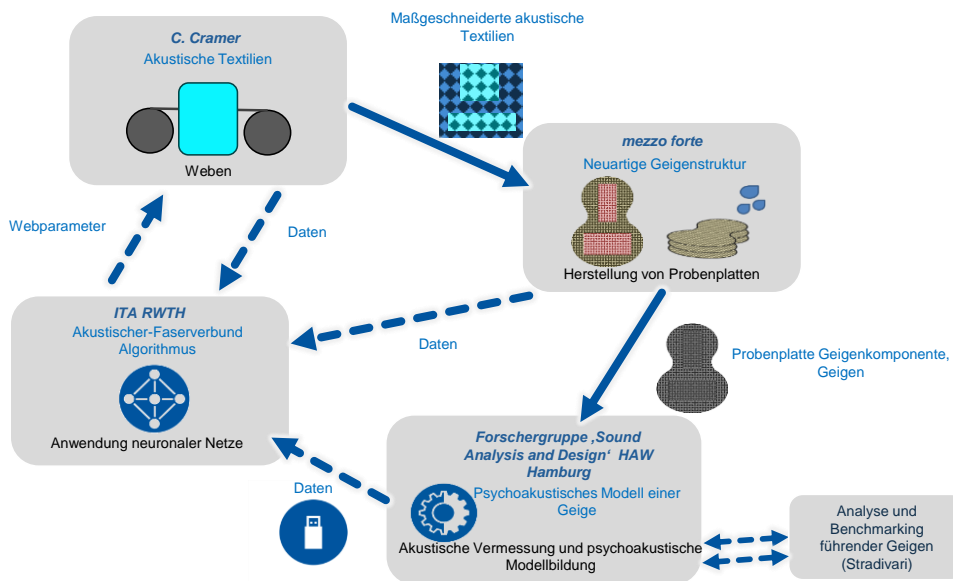 C. Cramer
Akustische Textilien
Weben
Maßgeschneiderte akustische
Textilien
mezzo forte
Neuartige Geigenstruktur
Herstellung von Probenplatten
Webparameter
Daten
ITA RWTH
Akustischer-Faserverbund
Algorithmus
Anwendung neuronaler Netze
Daten
Probenplatte Geigenkomponente,
Geigen
Forschergruppe ‚Sound
Analysis and Design‘ HAW
Hamburg
Psychoakustisches Modell einer
Geige
Akustische Vermessung und psychoakustische
Modellbildung
Daten
Analyse und
Benchmarking
führender Geigen
(Stradivari)